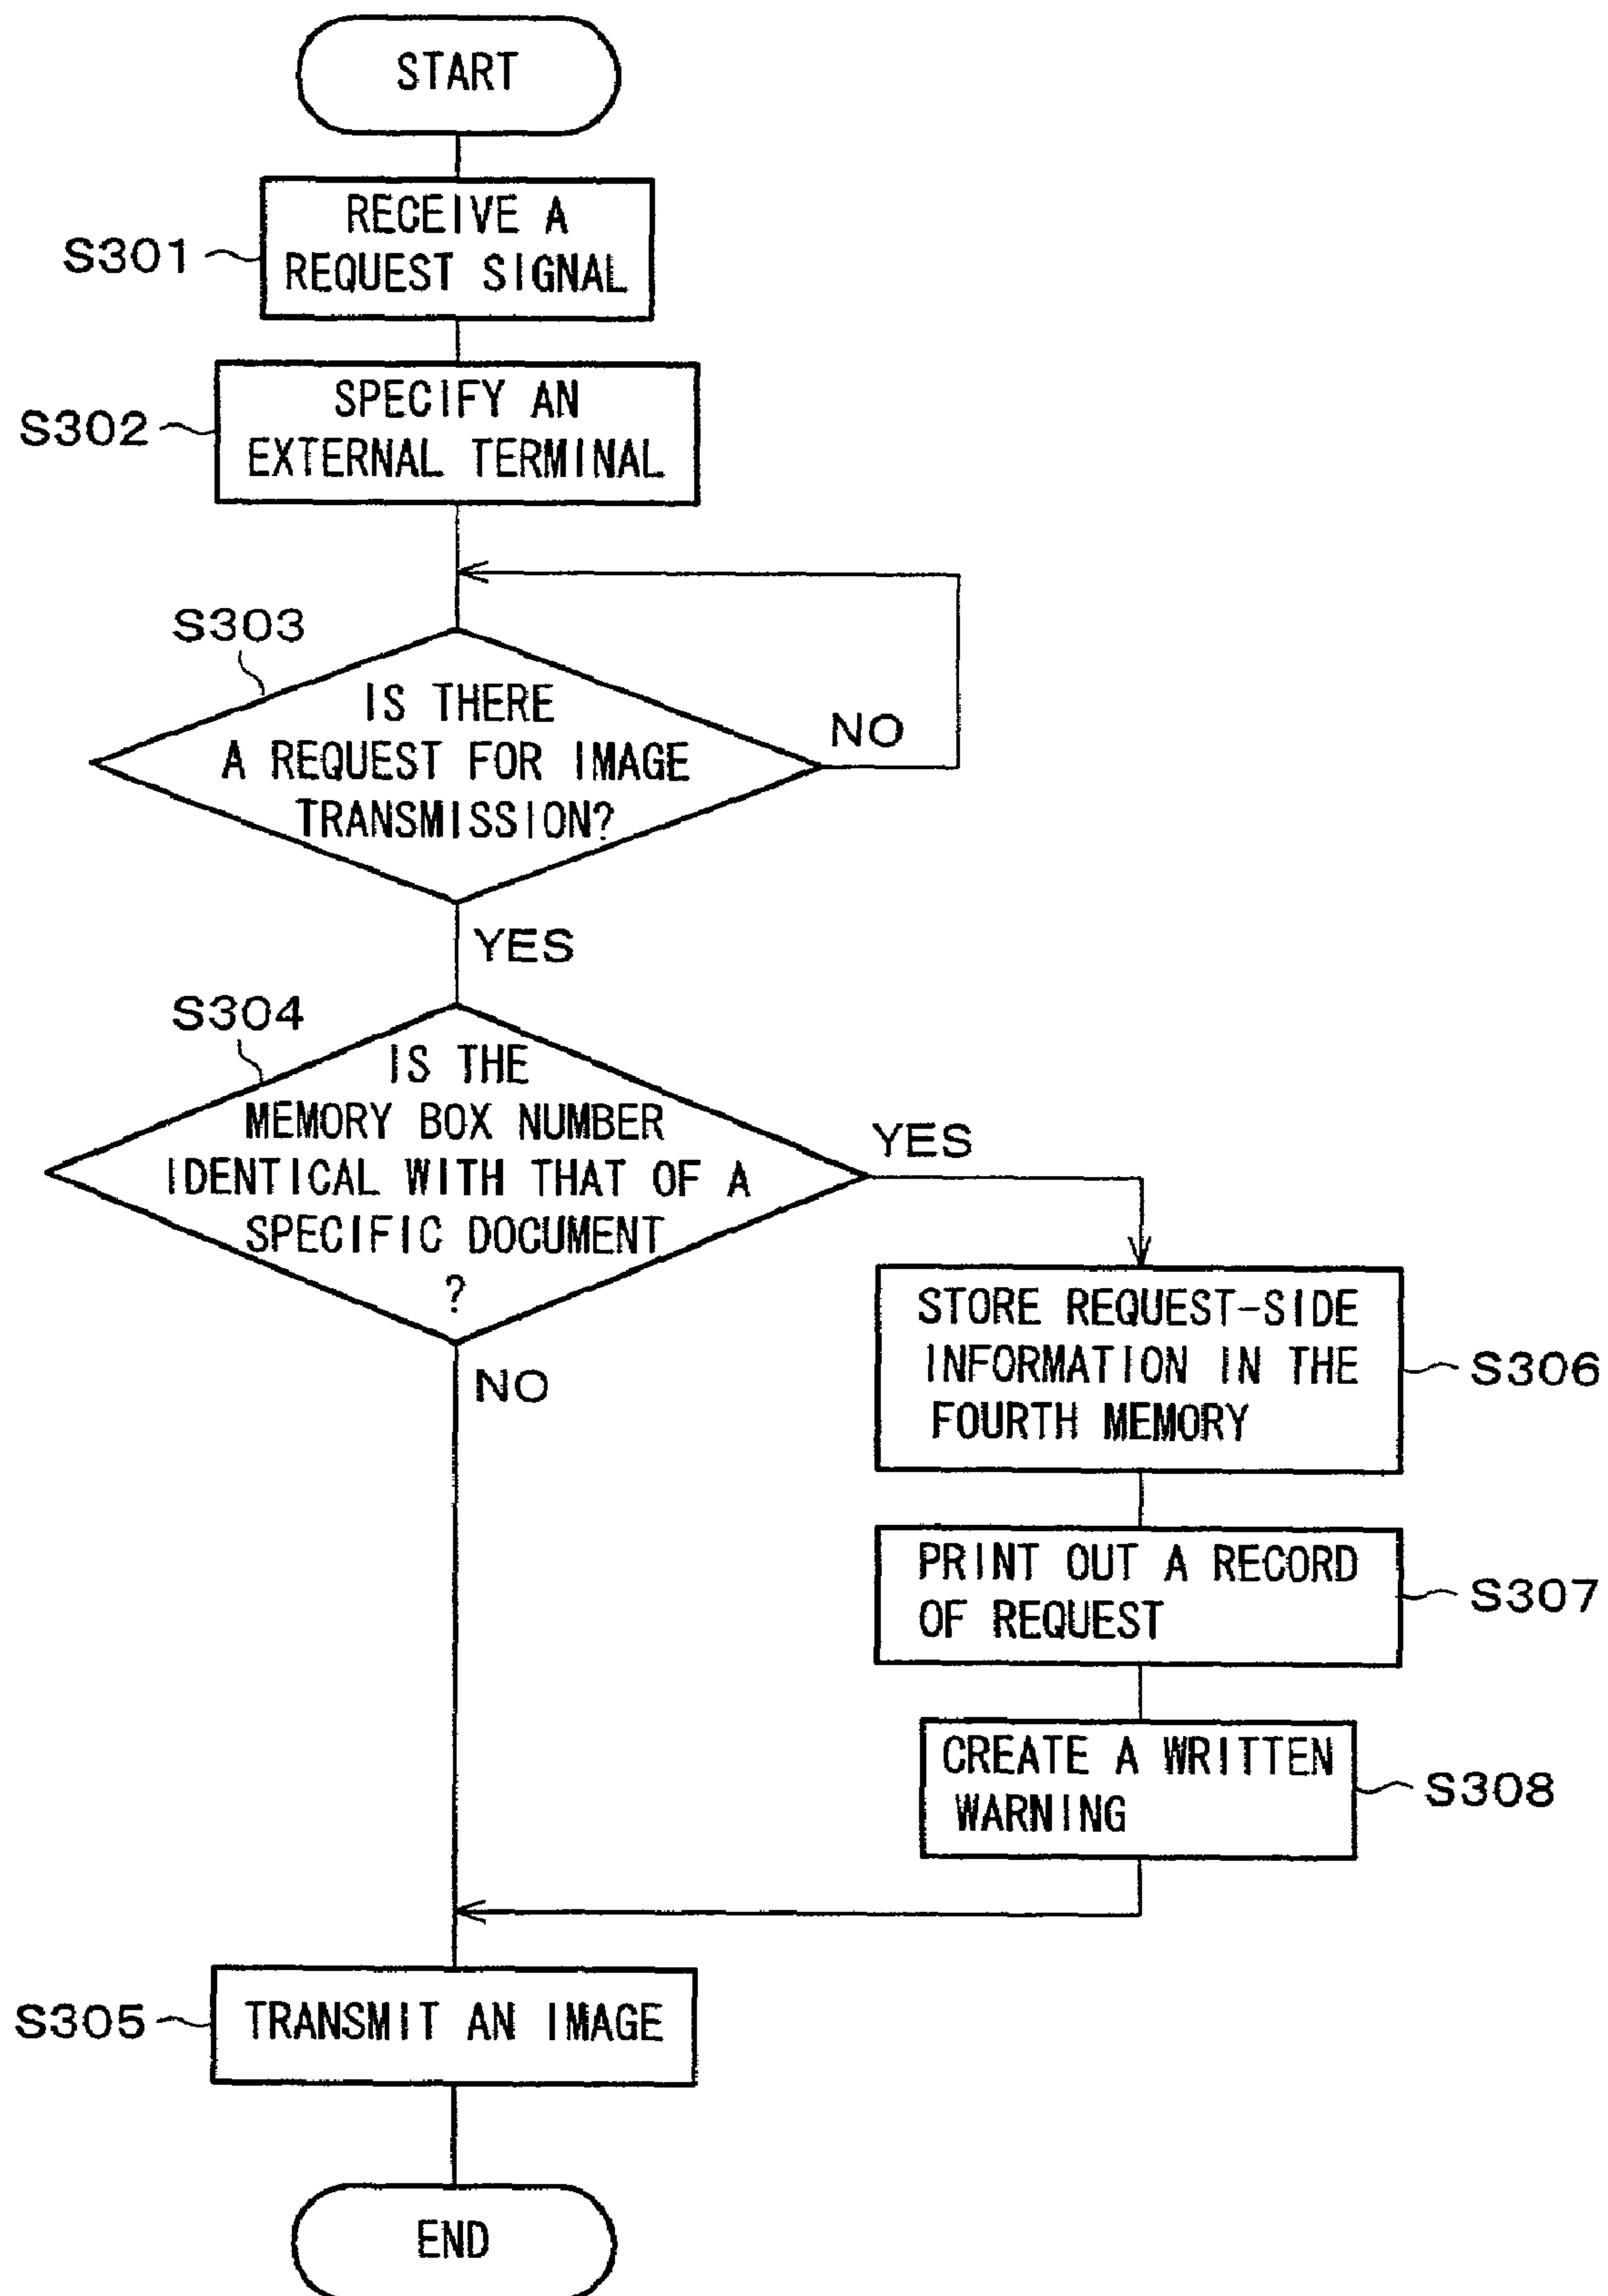 START
S301
RECEIVE A
REQUEST SIGNAL
S302
SPECIFY AN
EXTERNAL TERMINAL
S303
IS THERE
A REQUEST FOR IMAGE
TRANSMISSION?
NO
YES
S304
IS THE
MEMORY BOX NUMBER
IDENTICAL WITH THAT OF A
SPECIFIC DOCUMENT
?
YES
NO
STORE REQUEST-SIDE
INFORMATION IN THE
FOURTH MEMORY
S306
PRINT OUT A RECORD
OF REQUEST
S307
CREATE A WRITTEN
WARNING
S308
S305
TRANSMIT AN IMAGE
END